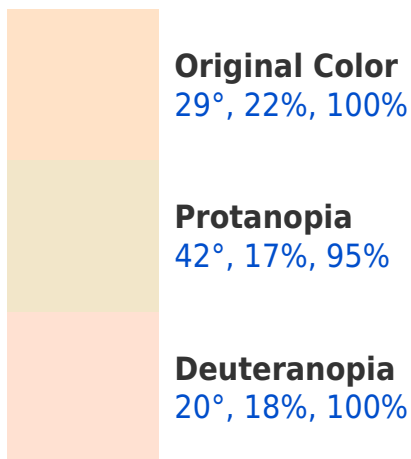 Original Color
29°, 22%, 100%
Protanopia
42°, 17%, 95%
Deuteranopia
20°, 18%, 100%